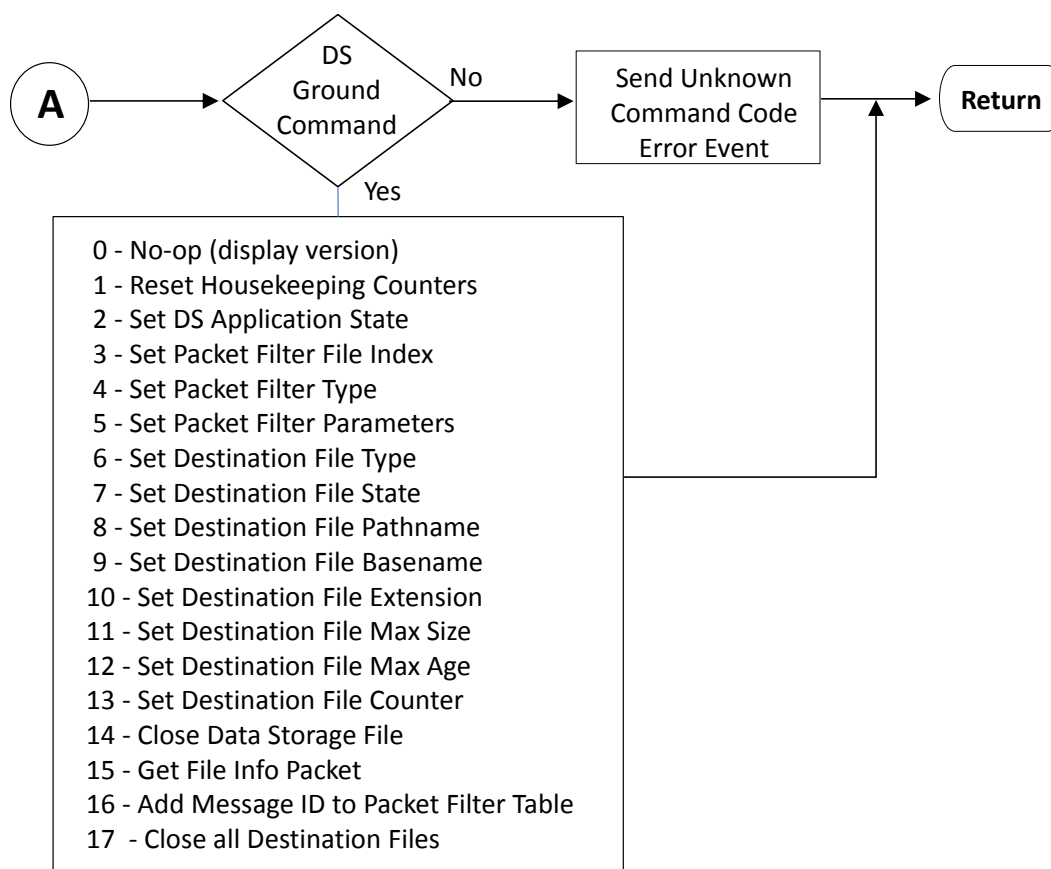 A
DS
Ground
Command
No
Send Unknown
Command Code
Error Event
Return
Yes
0 - No-op (display version)
1 - Reset Housekeeping Counters
2 - Set DS Application State
3 - Set Packet Filter File Index
4 - Set Packet Filter Type
5 - Set Packet Filter Parameters
6 - Set Destination File Type
7 - Set Destination File State
8 - Set Destination File Pathname
9 - Set Destination File Basename
10 - Set Destination File Extension
11 - Set Destination File Max Size
12 - Set Destination File Max Age
13 - Set Destination File Counter
14 - Close Data Storage File
15 - Get File Info Packet
16 - Add Message ID to Packet Filter Table
17 - Close all Destination Files